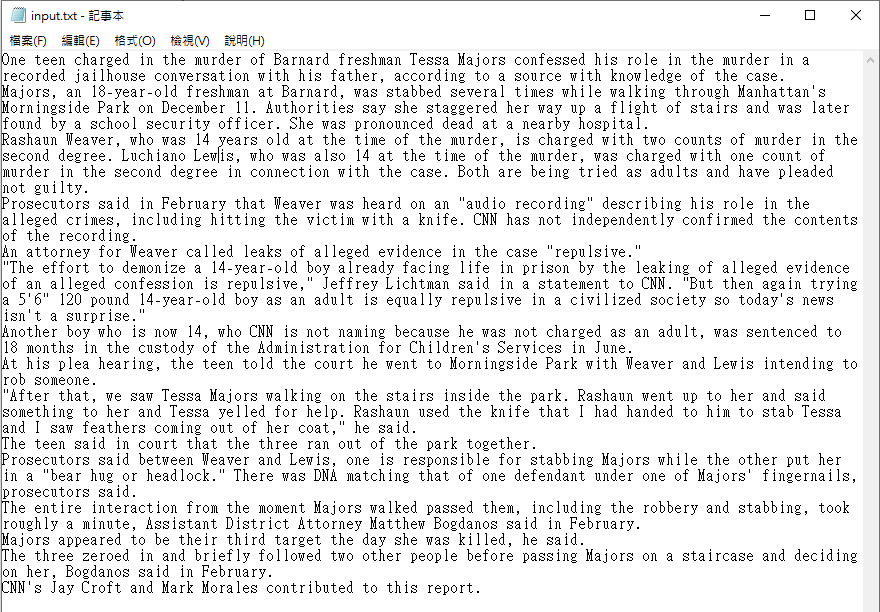 input.txt - 記事本
檔案(F) 編輯(E) 格式(O) 檢視(V) 說明(H)
One teen charged in the murder of Barnard freshman Tessa Majors confessed his role in the murder in a
recorded jailhouse conversation with his father, according to a source with knowledge of the case.
Majors, an 18-year-old freshman at Barnard, was stabbed several times while walking through Manhattan's
Morningside Park on December 11. Authorities say she staggered her way up a flight of stairs and was later
found by a school security officer. She was pronounced dead at a nearby hospital.
Rashaun Weaver, who was 14 years old at the time of the murder, is charged with two counts of murder in the
second degree. Luchiano Lewis, who was also 14 at the time of the murder, was charged with one count of
murder in the second degree in connection with the case. Both are being tried as adults and have pleaded
not guilty.
Prosecutors said in February that Weaver was heard on an "audio recording" describing his role in the
alleged crimes, including hitting the victim with a knife. CNN has not independently confirmed the contents
of the recording.
An attorney for Weaver called leaks of alleged evidence in the case "repulsive."
"The effort to demonize a 14-year-old boy already facing life in prison by the leaking of alleged evidence
of an alleged confession is repulsive," Jeffrey Lichtman said in a statement to CNN. "But then again trying
a 5'6" 120 pound 14-year-old boy as an adult is equally repulsive in a civilized society so today's news
isn't a surprise."
Another boy who is now 14, who CNN is not naming because he was not charged as an adult, was sentenced to
18 months in the custody of the Administration for Children's Services in June.
At his plea hearing, the teen told the court he went to Morningside Park with Weaver and Lewis intending to
rob someone.
"After that, we saw Tessa Majors walking on the stairs inside the park. Rashaun went up to her and said
something to her and Tessa yelled for help. Rashaun used the knife that I had handed to him to stab Tessa
and I saw feathers coming out of her coat," he said.
The teen said in court that the three ran out of the park together.
Prosecutors said between Weaver and Lewis, one is responsible for stabbing Majors while the other put her
in a "bear hug or headlock." There was DNA matching that of one defendant under one of Majors' fingernails,
prosecutors said.
The entire interaction from the moment Majors walked passed them, including the robbery and stabbing, took
roughly a minute, Assistant District Attorney Matthew Bogdanos said in February.
Majors appeared to be their third target the day she was killed, he said.
The three zeroed in and briefly followed two other people before passing Majors on a staircase and deciding
on her, Bogdanos said in February.
CNN's Jay Croft and Mark Morales contributed to this report.